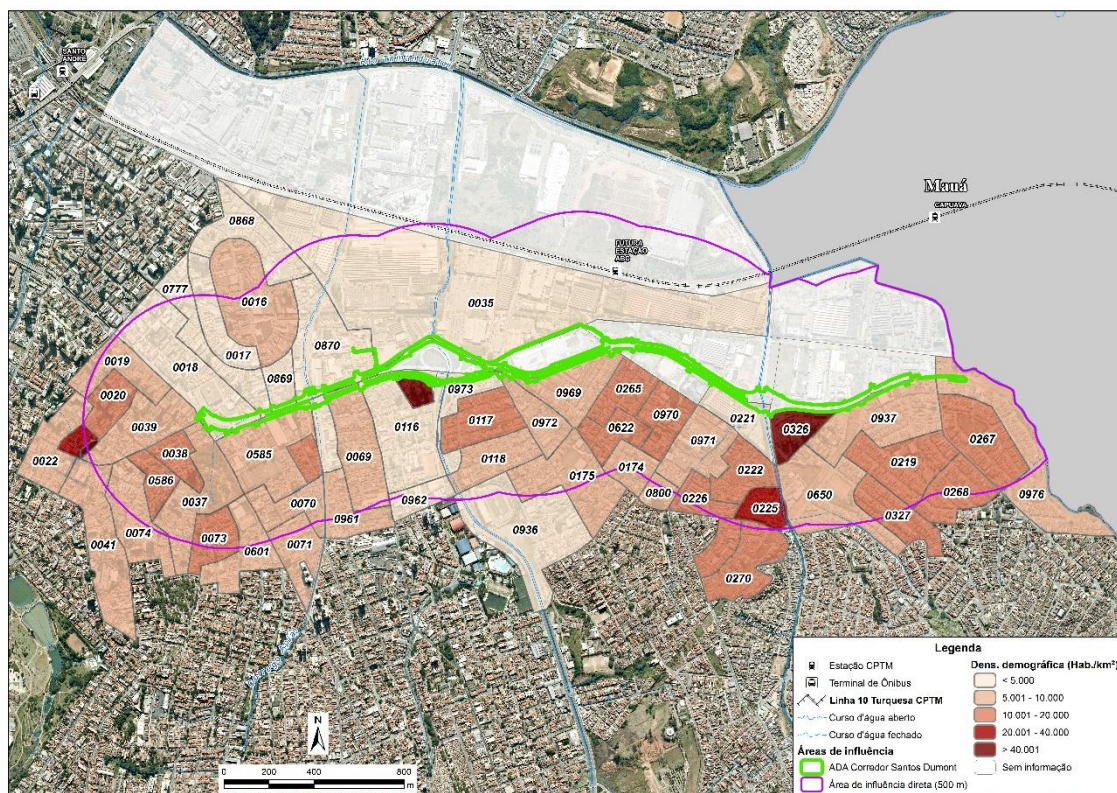 SANTO
ANDRÉ
Mauá
CAPUAVA
FUTURA
ESTAÇÃO
ABC
0868
0777
0016
0035
0017
0870
0019
0018
0869
0020
0973
0969
0265
0221
0039
0116
0117
0972
0622
0970
0326
0937
0022
0038
0585
0069
0971
0267
0586
0118
0219
0037
0175
0174
0222
0070
0962
0800
0226
0650
0268
0976
0041
0074
0073
0961
0936
0225
0327
0601
0071
0270
N
0 200 400 800
m
Legenda
Estação CPTM
Terminal de Ônibus
Linha 10 Turquesa CPTM
Curso d'água aberto
Curso d'água fechado
Áreas de influência
ADA Corredor Santos Dumont
Área de influência direta (500 m)
Dens. demográfica (Hab./km²)
< 5.000
5.001 - 10.000
10.001 - 20.000
20.001 - 40.000
> 40.001
Sem informação